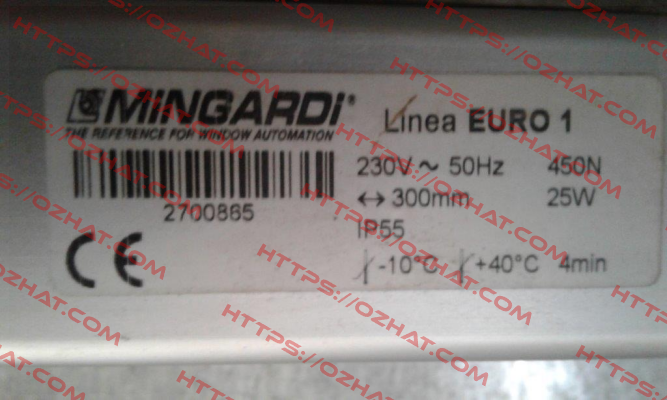 MINGARDI®
THE REFERENCE FOR WINDOW AUTOMATION
2700865
CE
Linea EURO 1
230V ~ 50Hz 450N
↔ 300mm 25W
IP55
-10°C +40°C 4min
HTTPS://OZHAT.COM